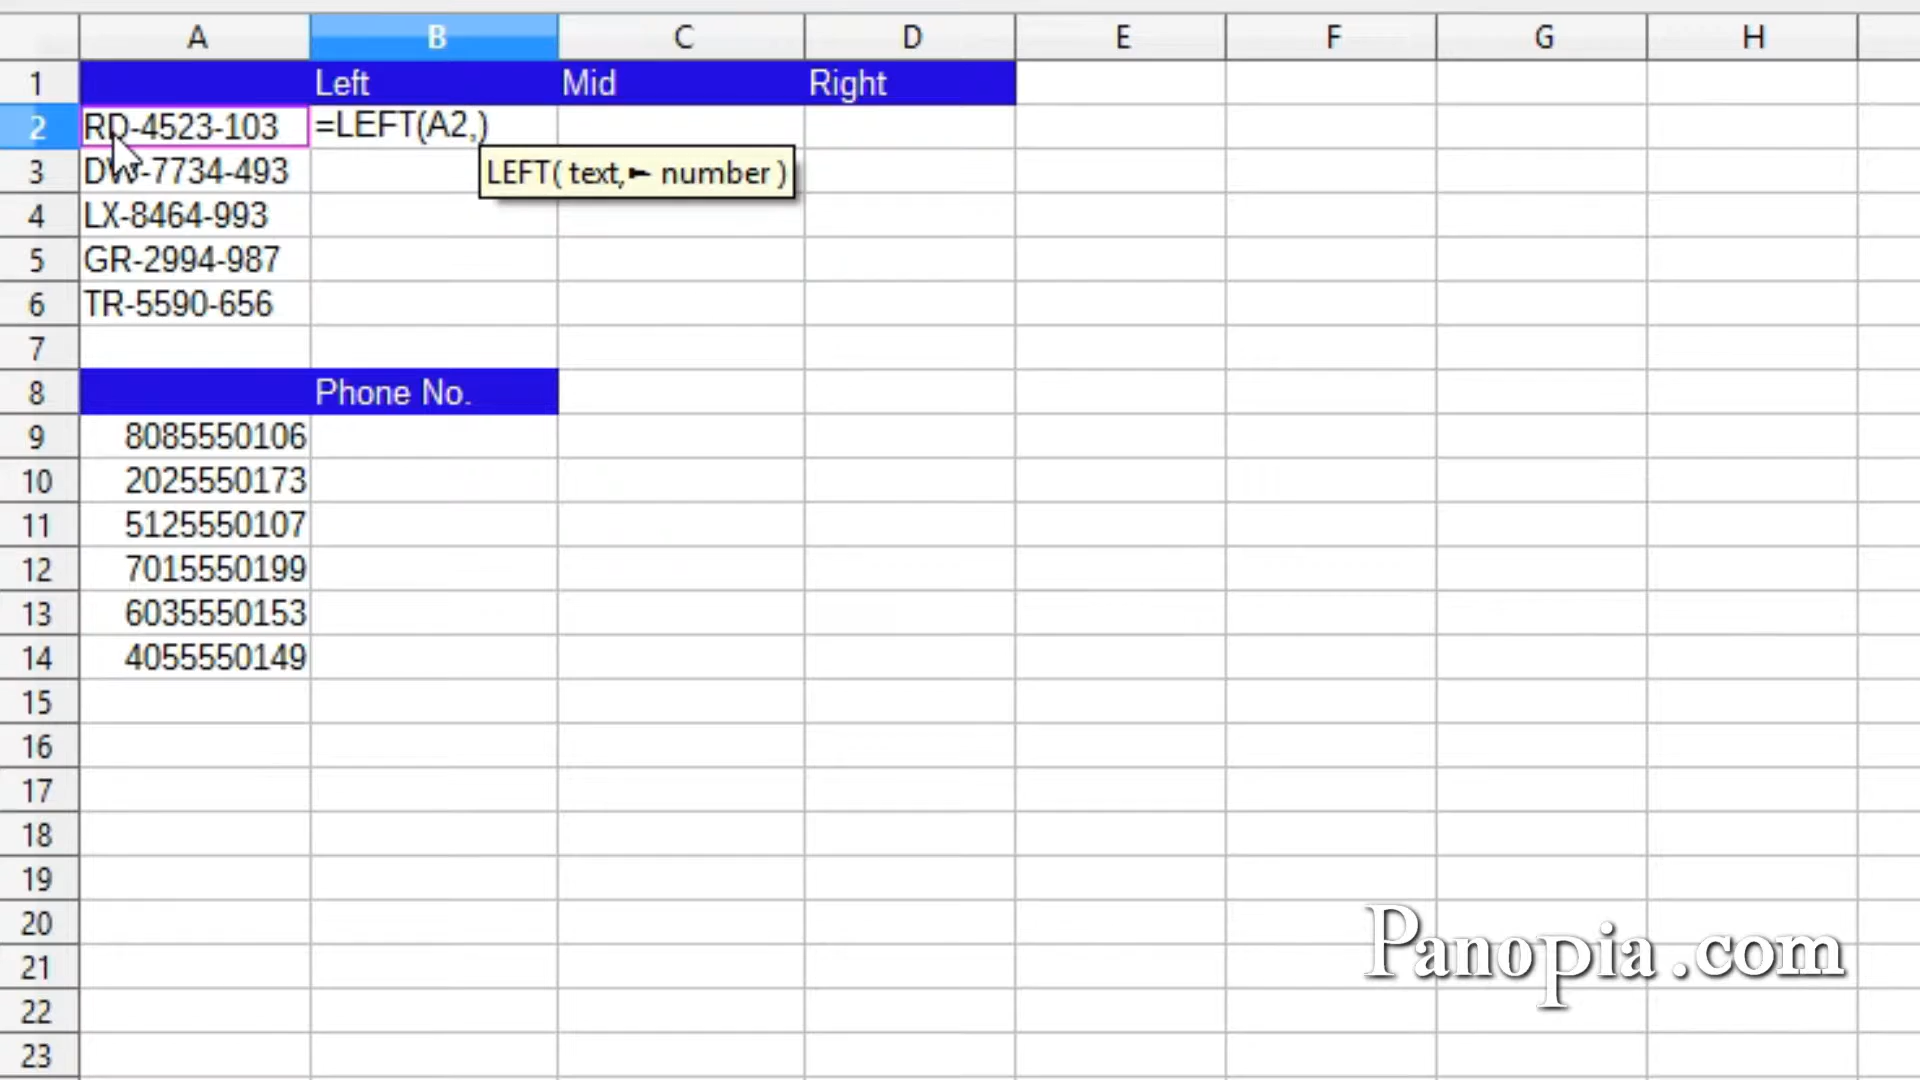 A B C D E F G H
1 Left Mid Right
2 RD-4523-103 =LEFT(A2,)
LEFT( text, number )
3 DW-7734-493
4 LX-8464-993
5 GR-2994-987
6 TR-5590-656
7
8 Phone No.
9 8085550106
10 2025550173
11 5125550107
12 7015550199
13 6035550153
14 4055550149
15
16
17
18
19
20
21
22
23
Panopia.com